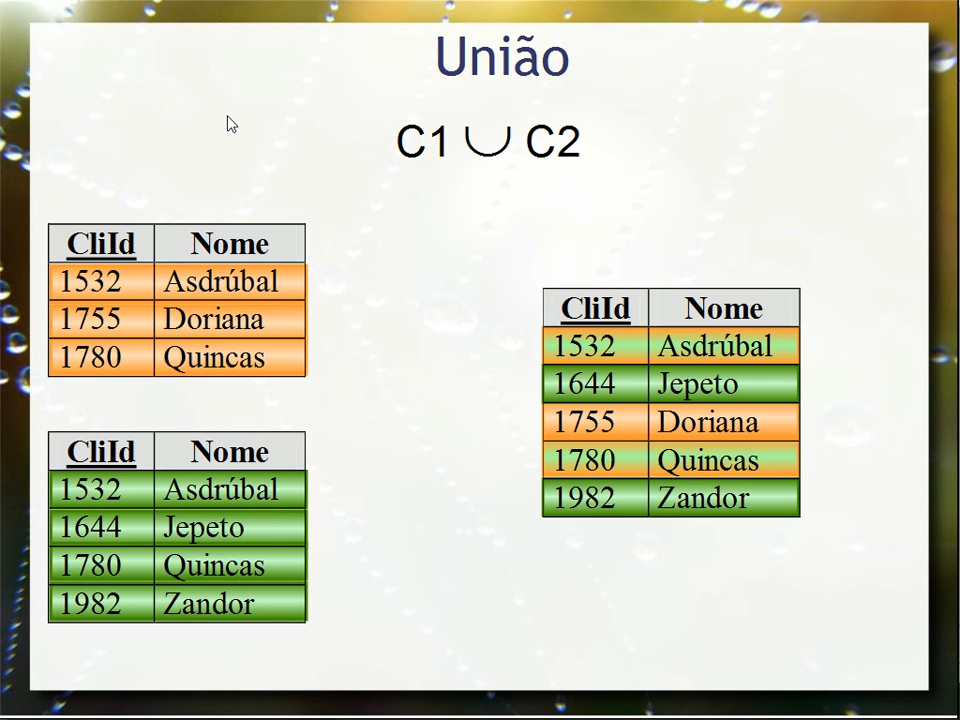 União
C1 ∪ C2
CliId Nome
1532 Asdrúbal
1755 Doriana
1780 Quincas
CliId Nome
1532 Asdrúbal
1644 Jepeto
1780 Quincas
1982 Zandor
CliId Nome
1532 Asdrúbal
1644 Jepeto
1755 Doriana
1780 Quincas
1982 Zandor